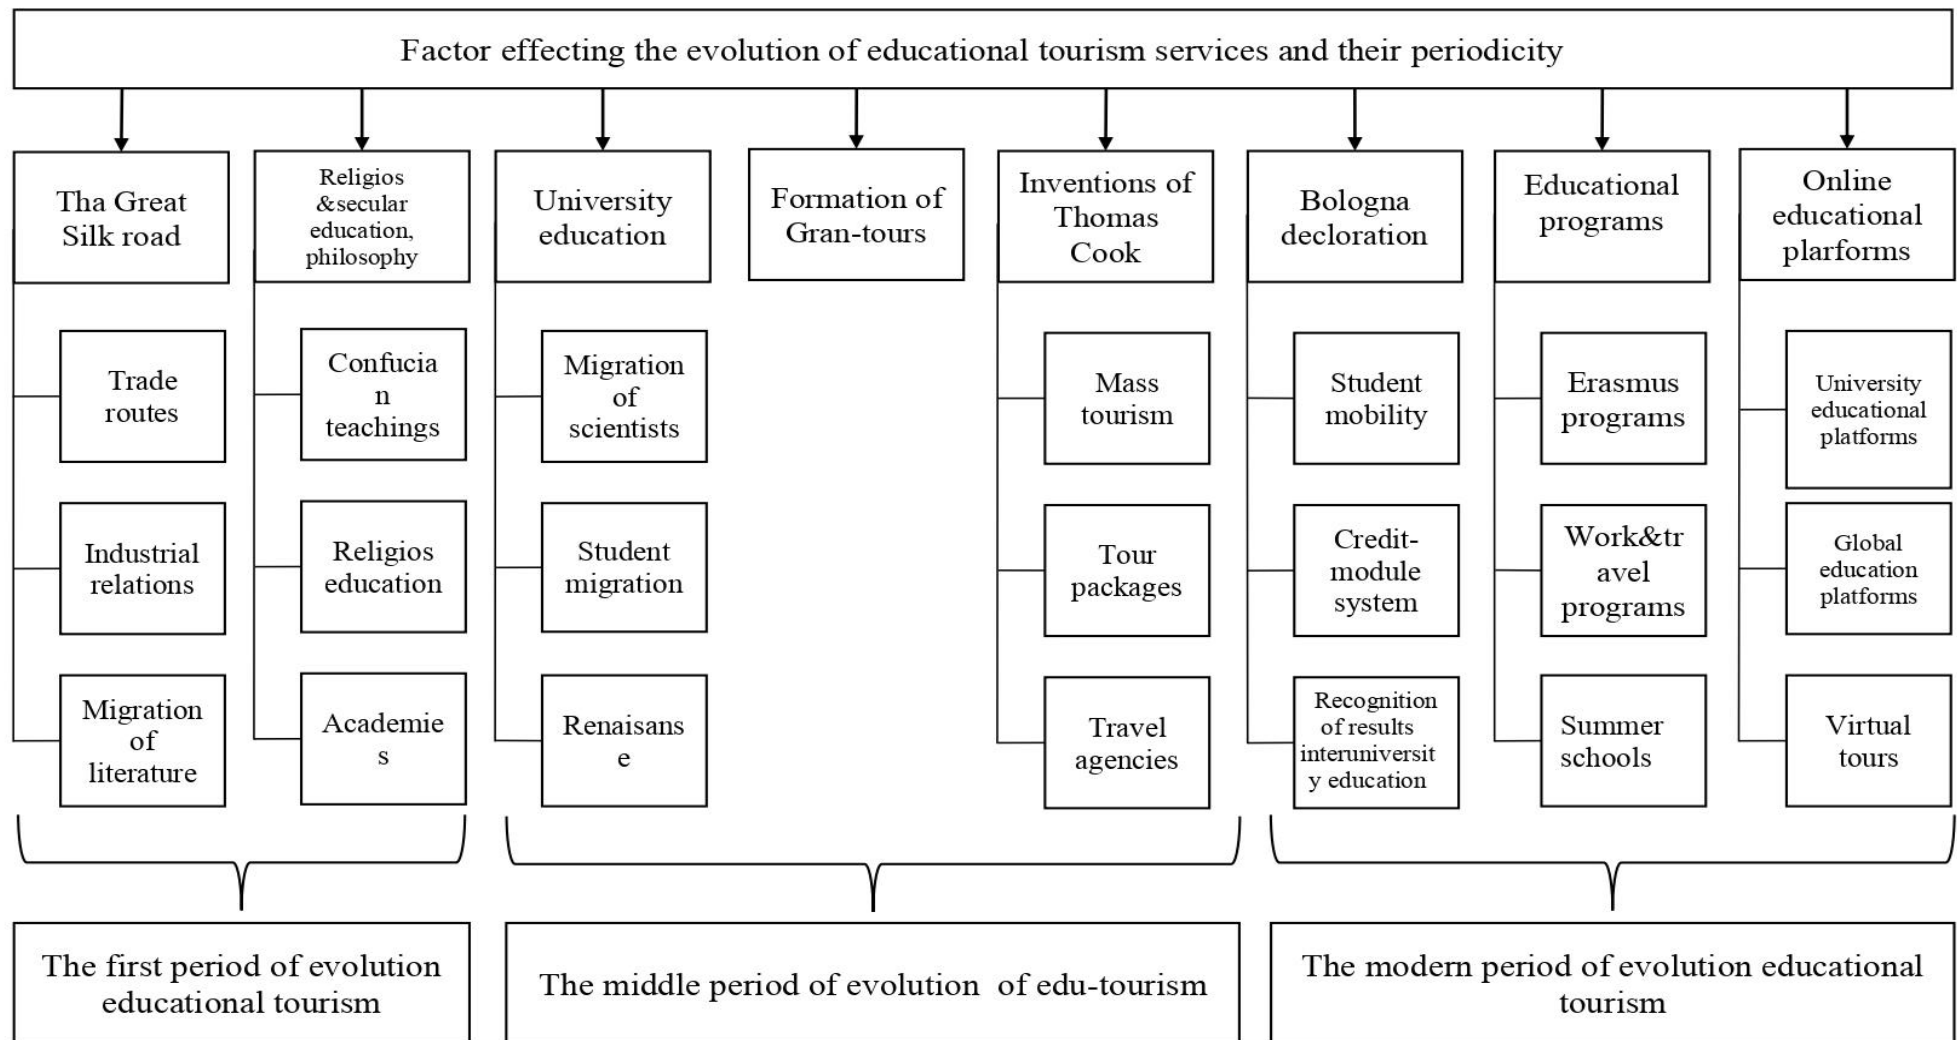 Factor effecting the evolution of educational tourism services and their periodicity
Tha Great
Silk road
Religios
&secular
education,
philosophy
University
education
Formation of
Gran-tours
Inventions of
Thomas
Cook
Bologna
decloration
Educational
programs
Online
educational
plarforms
Trade
routes
Confucia
n
teachings
Migration
of
scientists
Mass
tourism
Student
mobility
Erasmus
programs
University
educational
platforms
Industrial
relations
Religios
education
Student
migration
Tour
packages
Credit-
module
system
Work&tr
avel
programs
Global
education
platforms
Migration
of
literature
Academie
s
Renaisans
e
Travel
agencies
Recognition
of results
interuniversit
y education
Summer
schools
Virtual
tours
The first period of evolution
educational tourism
The middle period of evolution  of edu-tourism
The modern period of evolution educational
tourism